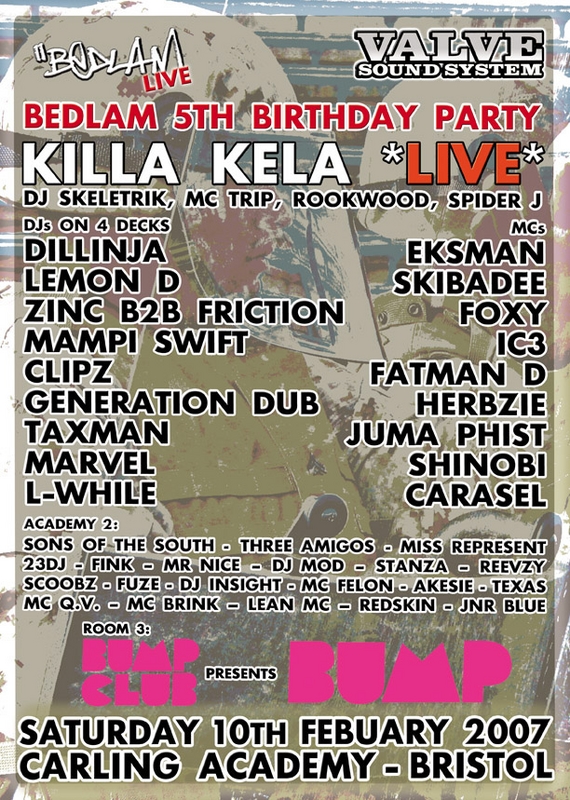 "BEDLAM
LIVE
VALVE
SOUND SYSTEM
BEDLAM 5TH BIRTHDAY PARTY
KILLA KELA *LIVE*
DJ SKELETRIK, MC TRIP, ROOKWOOD, SPIDER J
DJs ON 4 DECKS
DILLINJA
LEMON D
ZINC B2B FRICTION
MAMPI SWIFT
CLIPZ
GENERATION DUB
TAXMAN
MARVEL
L-WHILE
MCs
EKSMAN
SKIBADEE
FOXY
IC3
FATMAN D
HERBZIE
JUMA PHIST
SHINOBI
CARASEL
ACADEMY 2:
SONS OF THE SOUTH - THREE AMIGOS - MISS REPRESENT
23DJ - FINK - MR NICE - DJ MOD - STANZA - REEVZY
SCOOBZ - FUZE - DJ INSIGHT - MC FELON - AKESIE - TEXAS
MC Q.V. - MC BRINK - LEAN MC - REDSKIN - JNR BLUE
ROOM 3:
BUMP
CLUB
PRESENTS
BUMP
SATURDAY 10TH FEBUARY 2007
CARLING ACADEMY - BRISTOL